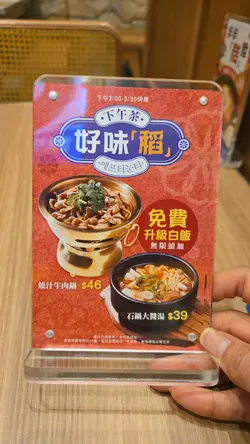 下午2:00-5:30供應
下午茶
好味「稻」
免費
升級白飯
無限續加
燒汁牛肉鍋 $46
石鍋大醬湯 $39